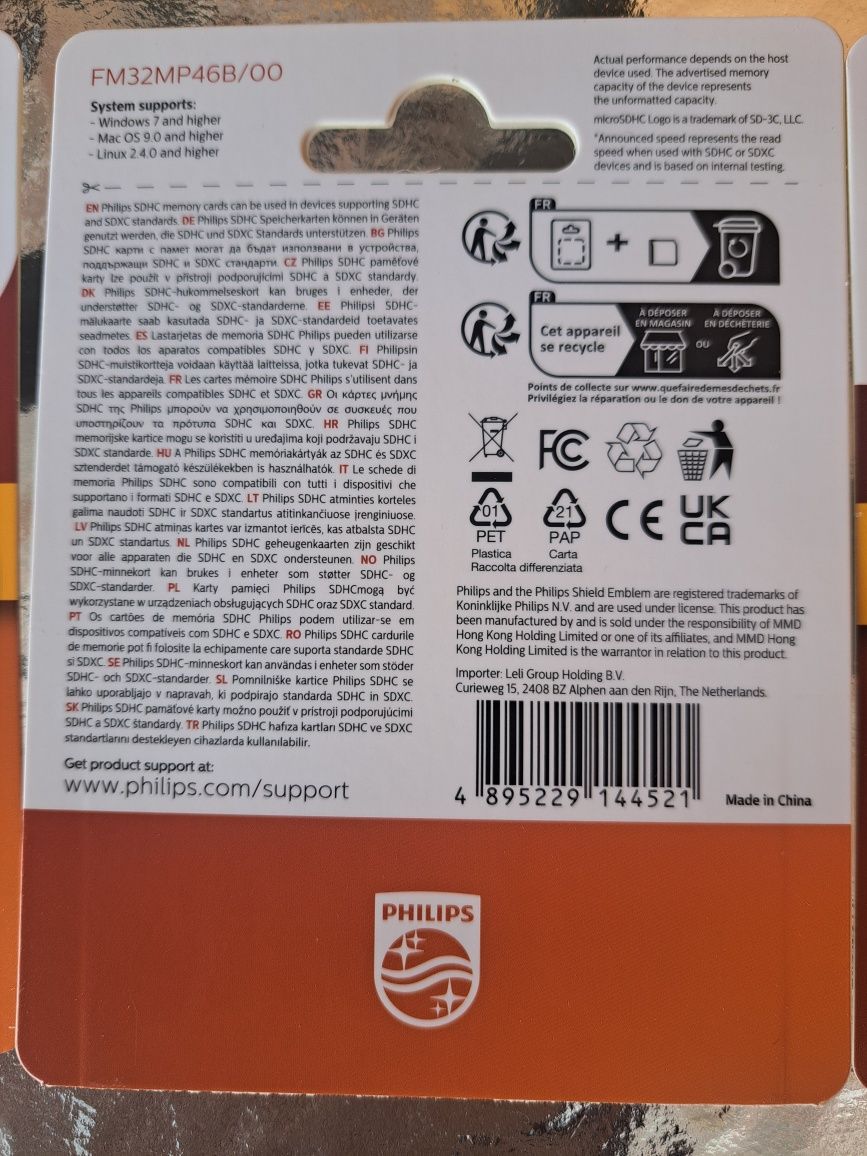 FM32MP46B/00
System supports:
- Windows 7 and higher
- Mac OS 9.0 and higher
- Linux 2.4.0 and higher
Actual performance depends on the host
device used. The advertised memory
capacity of the device represents
the unformatted capacity.
microSDHC Logo is a trademark of SD-3C, LLC.
*Announced speed represents the read
speed when used with SDHC or SDXC
devices and is based on internal testing.
EN Philips SDHC memory cards can be used in devices supporting SDHC
and SDXC standards. DE Philips SDHC Speicherkarten können in Geräten
genutzt werden, die SDHC und SDXC Standards unterstützen. BG Philips
SDHC карти с памет могат да бъдат използвани в устройства,
поддържащи SDHC и SDXC стандарти. CZ Philips SDHC paměťové
karty lze použít v přístroji podporujícími SDHC a SDXC standardy.
DK Philips SDHC-hukommelseskort kan bruges i enheder, der
understøtter SDHC- og SDXC-standarderne. EE Philipsi SDHC-
mälukaarte saab kasutada SDHC- ja SDXC-standardeid toetavates
seadmetes. ES Lastarjetas de memoria SDHC Philips pueden utilizarse
con todos los aparatos compatibles SDHC y SDXC. FI Philipsin
SDHC-muistikortteja voidaan käyttää laitteissa, jotka tukevat SDHC- ja
SDXC-standardeja. FR Les cartes mémoire SDHC Philips s'utilisent dans
tous les appareils compatibles SDHC et SDXC. GR Οι κάρτες μνήμης
SDHC της Philips μπορούν να χρησιμοποιηθούν σε συσκευές που
υποστηρίζουν τα πρότυπα SDHC και SDXC. HR Philips SDHC
memorijske kartice mogu se koristiti u uređajima koji podržavaju SDHC i
SDXC standarde. HU A Philips SDHC memóriakártyák az SDHC és SDXC
sztenderdet támogató készülékekben is használhatók. IT Le schede di
memoria Philips SDHC sono compatibili con tutti i dispositivi che
supportano i formati SDHC e SDXC. LT Philips SDHC atminties korteles
galima naudoti SDHC ir SDXC standartus atitinkančiuose įrenginiuose.
LV Philips SDHC atmiņas kartes var izmantot ierīcēs, kas atbalsta SDHC
un SDXC standartus. NL Philips SDHC geheugenkaarten zijn geschikt
voor alle apparaten die SDHC en SDXC ondersteunen. NO Philips
SDHC-minnekort kan brukes i enheter som støtter SDHC- og
SDXC-standarder. PL Karty pamięci Philips SDHCmogą być
wykorzystane w urządzeniach obsługujących SDHC oraz SDXC standard.
PT Os cartões de memória SDHC Philips podem utilizar-se em
dispositivos compatíveis com SDHC e SDXC. RO Philips SDHC cardurile
de memorie pot fi folosite la echipamente care suporta standarde SDHC
si SDXC. SE Philips SDHC-minneskort kan användas i enheter som stöder
SDHC- och SDXC-standarder. SL Pomnilniške kartice Philips SDHC se
lahko uporabljajo v napravah, ki podpirajo standarda SDHC in SDXC.
SK Philips SDHC pamäťové karty možno použiť v prístroji podporujúcimi
SDHC a SDXC štandardy. TR Philips SDHC hafıza kartları SDHC ve SDXC
standartlarını destekleyen cihazlarda kullanılabilir.
Get product support at:
www.philips.com/support
FR
FR
Cet appareil
se recycle
À DÉPOSER
EN MAGASIN
OU
À DÉPOSER
EN DÉCHÈTERIE
Points de collecte sur www.quefairedemesdechets.fr
Privilégiez la réparation ou le don de votre appareil !
FC
01
PET
Plastica
21
PAP
Carta
Raccolta differenziata
CE
UK
CA
Philips and the Philips Shield Emblem are registered trademarks of
Koninklijke Philips N.V. and are used under license. This product has
been manufactured by and is sold under the responsibility of MMD
Hong Kong Holding Limited or one of its affiliates, and MMD Hong
Kong Holding Limited is the warrantor in relation to this product.
Importer: Leli Group Holding B.V.
Curieweg 15, 2408 BZ Alphen aan den Rijn, The Netherlands.
4 895229 144521
Made in China
PHILIPS